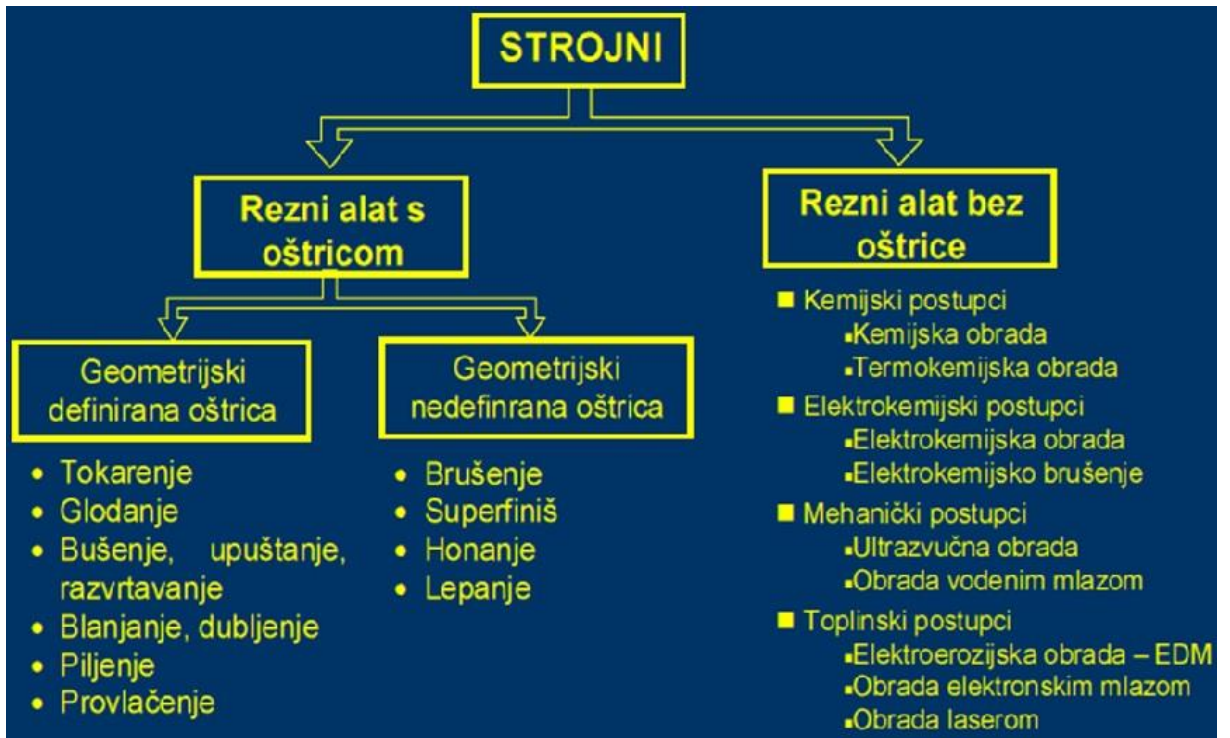 STROJNI
Rezni alat s
oštricom
Rezni alat bez
oštrice
Geometrijski
definirana oštrica
Geometrijski
nedefinrana oštrica
• Tokarenje
• Glodanje
• Bušenje, upuštanje,
razvrtavanje
• Blanjanje, dubljenje
• Piljenje
• Provlačenje
• Brušenje
• Superfiniš
• Honanje
• Lepanje
■ Kemijski postupci
▪Kemijska obrada
▪Termokemijska obrada
■ Elektrokemijski postupci
▪Elektrokemijska obrada
▪Elektrokemijsko brušenje
■ Mehanički postupci
▪Ultrazvučna obrada
▪Obrada vodenim mlazom
■ Toplinski postupci
▪Elektroerozijska obrada – EDM
▪Obrada elektronskim mlazom
▪Obrada laserom